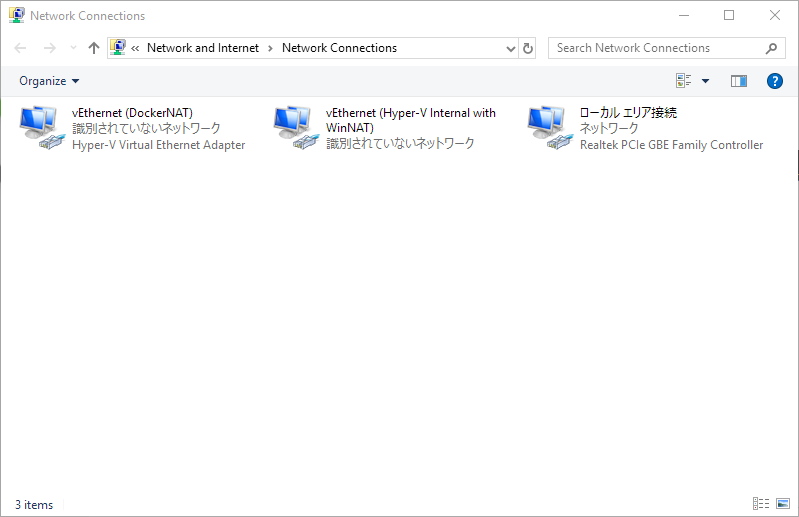 Network Connections
« Network and Internet > Network Connections
Search Network Connections
Organize
vEthernet (DockerNAT)
識別されていないネットワーク
Hyper-V Virtual Ethernet Adapter
vEthernet (Hyper-V Internal with
WinNAT)
識別されていないネットワーク
ローカル エリア接続
ネットワーク
Realtek PCIe GBE Family Controller
3 items